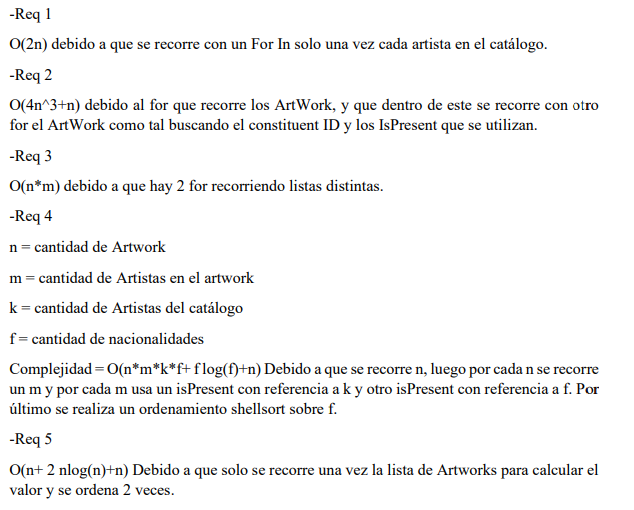 -Req 1
O(2n) debido a que se recorre con un For In solo una vez cada artista en el catálogo.
-Req 2
O(4n^3+n) debido al for que recorre los ArtWork, y que dentro de este se recorre con otro
for el ArtWork como tal buscando el constituent ID y los IsPresent que se utilizan.
-Req 3
O(n*m) debido a que hay 2 for recorriendo listas distintas.
-Req 4
n = cantidad de Artwork
m = cantidad de Artistas en el artwork
k = cantidad de Artistas del catálogo
f = cantidad de nacionalidades
Complejidad = O(n*m*k*f+ f log(f)+n) Debido a que se recorre n, luego por cada n se recorre
un m y por cada m usa un isPresent con referencia a k y otro isPresent con referencia a f. Por
último se realiza un ordenamiento shellsort sobre f.
-Req 5
O(n+ 2 nlog(n)+n) Debido a que solo se recorre una vez la lista de Artworks para calcular el
valor y se ordena 2 veces.